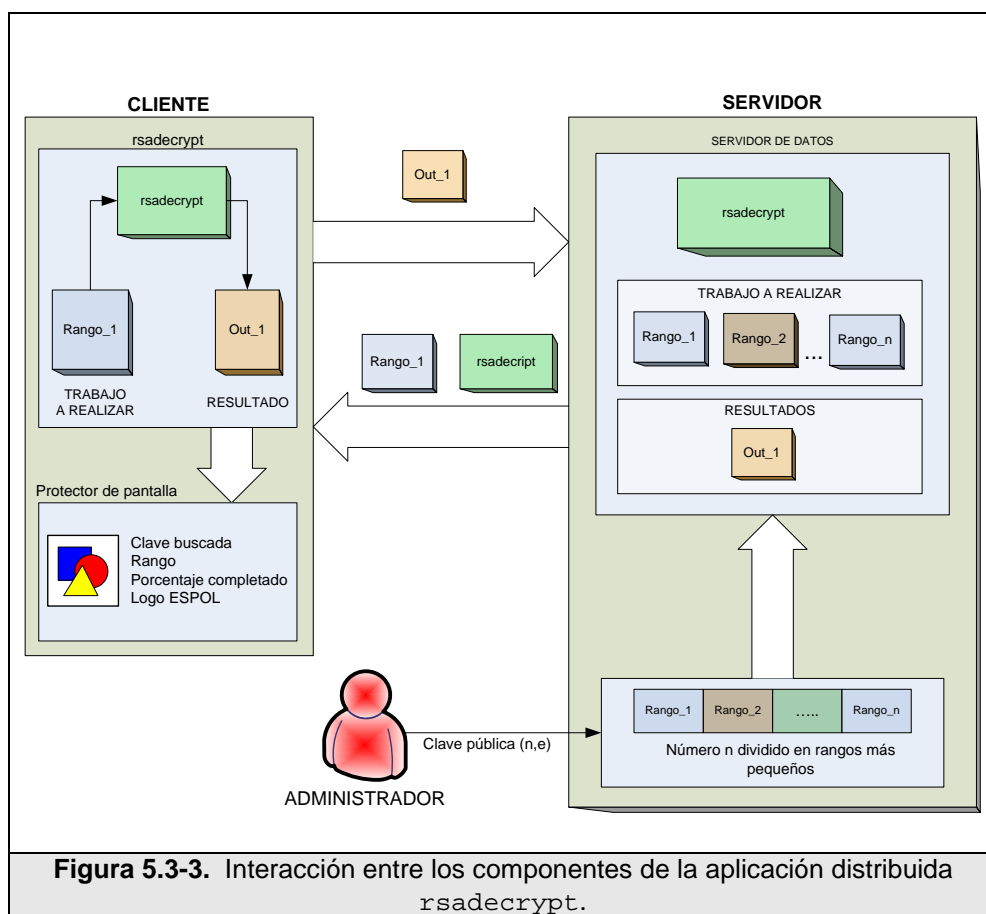 CLIENTE
rsadecrypt
rsadecrypt
Rango_1
Out_1
TRABAJO
A REALIZAR
RESULTADO
Protector de pantalla
Clave buscada
Rango
Porcentaje completado
Logo ESPOL
Out_1
Rango_1
rsadecript
SERVIDOR
SERVIDOR DE DATOS
rsadecrypt
TRABAJO A REALIZAR
Rango_1
Rango_2
...
Rango_n
RESULTADOS
Out_1
Rango_1
Rango_2
.....
Rango_n
Número n dividido en rangos más
pequeños
Clave pública (n,e)
ADMINISTRADOR
Figura 5.3-3. Interacción entre los componentes de la aplicación distribuida
rsadecrypt.